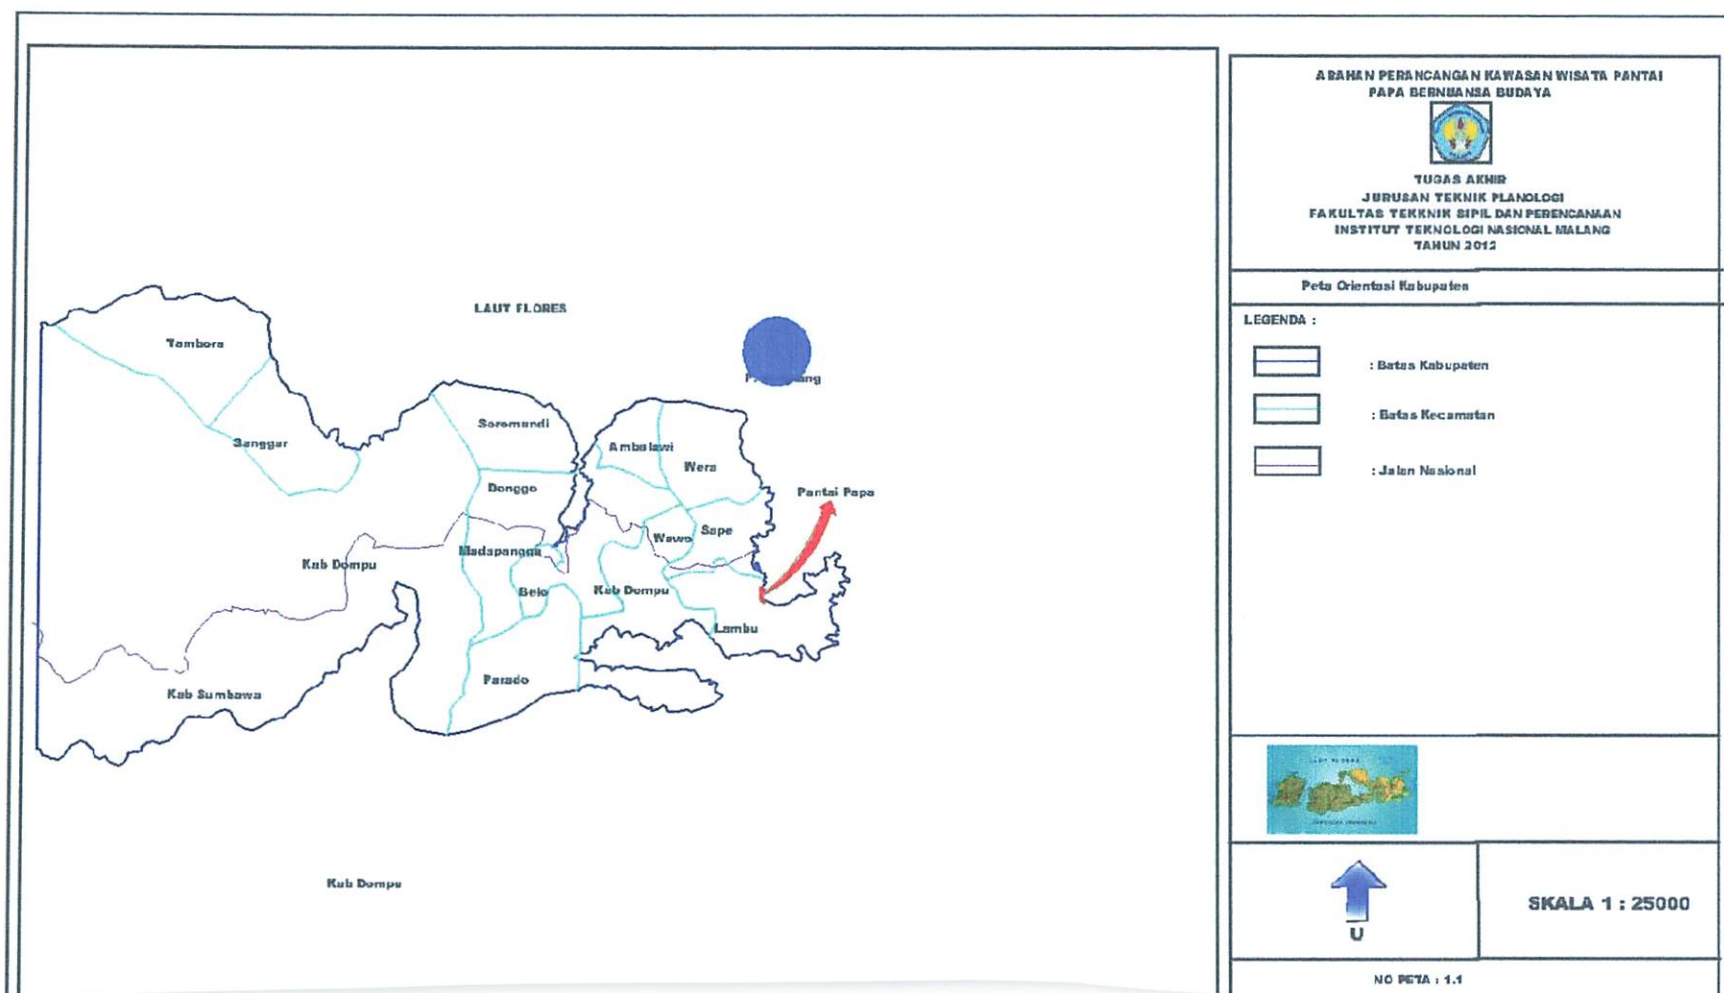 ARAHAN PERANCANGAN KAWASAN WISATA PANTAI
PAPA BERNUANSA BUDAYA
TUGAS AKHIR
JURUSAN TEKNIK PLANOLOGI
FAKULTAS TEKKNIK SIPIL DAN PERENCANAAN
INSTITUT TEKNOLOGI NASIONAL MALANG
TAHUN 2012
Peta Orientasi Kabupaten
LEGENDA :
: Batas Kabupaten
: Batas Kecamatan
: Jalan Nasional
U
SKALA 1 : 25000
NO PETA : 1.1
LAUT FLORES
Tambora
Sanggar
Soromandi
Donggo
Ambalawi
Wera
Pantai Papa
Wawo
Sape
Madapangga
Kab Dompu
Belo
Kab Dompu
Lambu
Parado
Kab Sumbawa
Kab Dompu